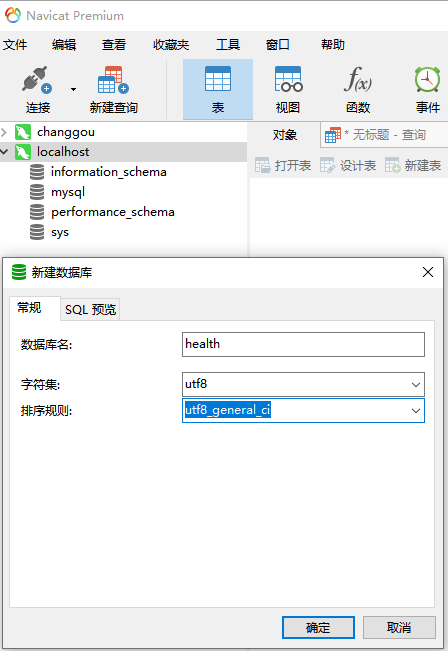 Navicat Premium
文件 编辑 查看 收藏夹 工具 窗口 帮助
f(x)
连接 新建查询 表 视图 函数 事件
changgou
localhost
information_schema
mysql
performance_schema
sys
对象 * 无标题 - 查询
打开表 设计表 新建表
新建数据库
常规 SQL 预览
数据库名: health
字符集: utf8
排序规则: utf8_general_ci
确定 取消